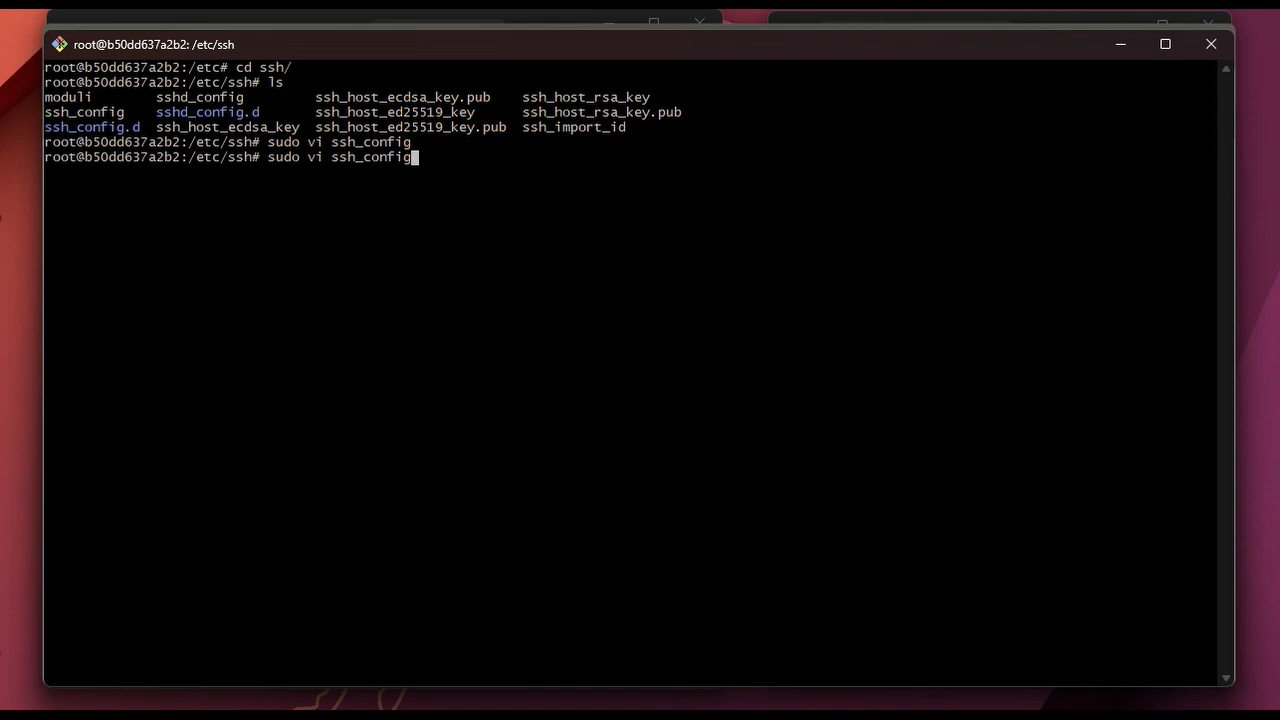 root@b50dd637a2b2: /etc/ssh
root@b50dd637a2b2:/etc# cd ssh/
root@b50dd637a2b2:/etc/ssh# ls
moduli sshd_config ssh_host_ecdsa_key.pub ssh_host_rsa_key
ssh_config sshd_config.d ssh_host_ed25519_key ssh_host_rsa_key.pub
ssh_config.d ssh_host_ecdsa_key ssh_host_ed25519_key.pub ssh_import_id
root@b50dd637a2b2:/etc/ssh# sudo vi ssh_config
root@b50dd637a2b2:/etc/ssh# sudo vi ssh_config